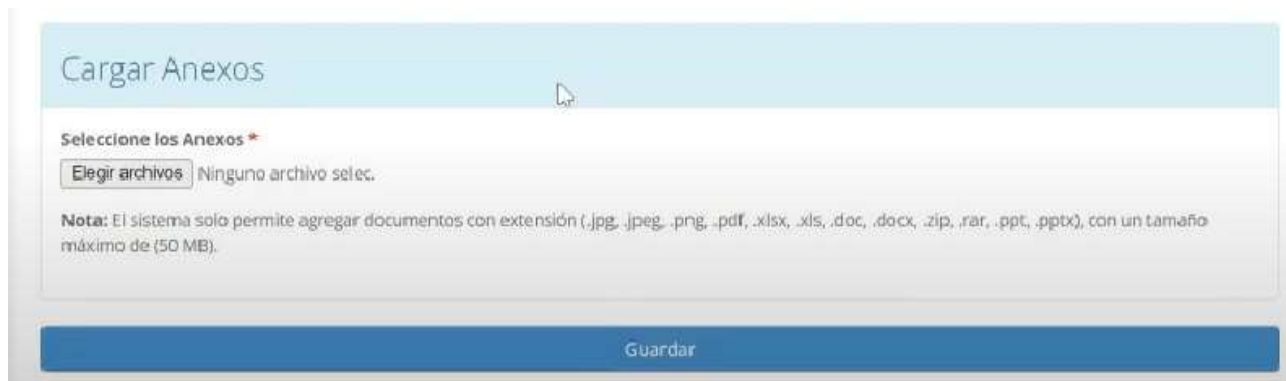 Cargar Anexos
Seleccione los Anexos *
Elegir archivos Ninguno archivo selec.
Nota: El sistema solo permite agregar documentos con extensión (.jpg, .jpeg, .png, .pdf, .xlsx, .xls, .doc, .docx, .zip, .rar, .ppt, .pptx), con un tamaño
máximo de (50 MB).
Guardar